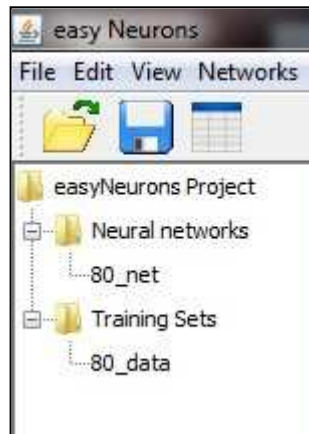 easy Neurons
File Edit View Networks
easyNeurons Project
Neural networks
80_net
Training Sets
80_data